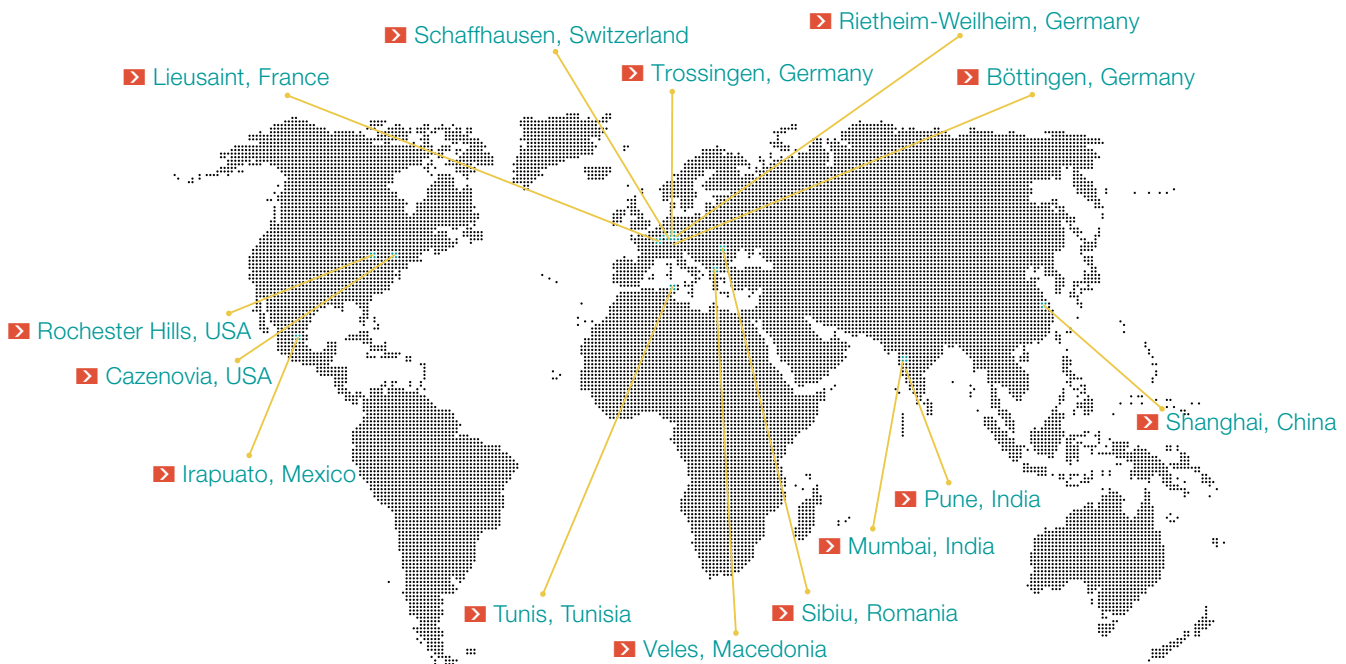 Rietheim-Weilheim, Germany
Schaffhausen, Switzerland
Lieusaint, France
Trossingen, Germany
Böttingen, Germany
Rochester Hills, USA
Cazenovia, USA
Shanghai, China
Irapuato, Mexico
Pune, India
Mumbai, India
Tunis, Tunisia
Sibiu, Romania
Veles, Macedonia